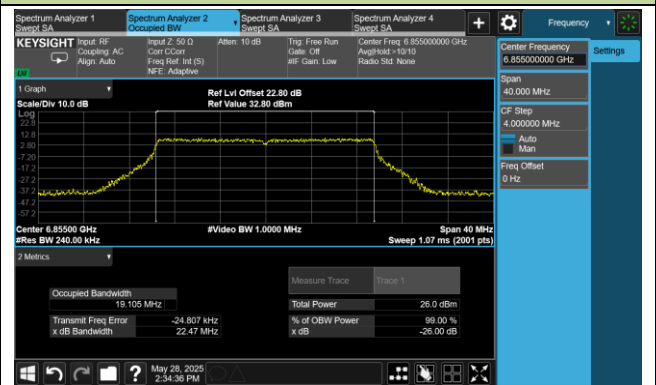 Spectrum Analyzer 1
Swept SA
Spectrum Analyzer 2
Occupied BW
Spectrum Analyzer 3
Swept SA
Spectrum Analyzer 4
Swept SA
+
Frequency
KEYSIGHT
Input: RF
Coupling: AC
Align: Auto
Input Z: 50 Ω
Corr CCorr
Freq Ref: Int (S)
NFE: Adaptive
Atten: 10 dB
Trig: Free Run
Gate: Off
#IF Gain: Low
Center Freq: 6.855000000 GHz
Avg|Hold:>10/10
Radio Std: None
Center Frequency
6.855000000 GHz
Settings
Span
40.000 MHz
CF Step
4.000000 MHz
Auto
Man
Freq Offset
0 Hz
1 Graph
Scale/Div 10.0 dB
Ref Lvl Offset 22.80 dB
Ref Value 32.80 dBm
Log
22.8
12.8
2.80
-7.20
-17.2
-27.2
-37.2
-47.2
-57.2
Center 6.85500 GHz
#Res BW 240.00 kHz
#Video BW 1.0000 MHz
Span 40 MHz
Sweep 1.07 ms (2001 pts)
2 Metrics
Measure Trace
Trace 1
Occupied Bandwidth
19.105 MHz
Total Power
26.0 dBm
Transmit Freq Error
-24.807 kHz
% of OBW Power
99.00 %
x dB Bandwidth
22.47 MHz
x dB
-26.00 dB
?
May 28, 2025
2:34:36 PM